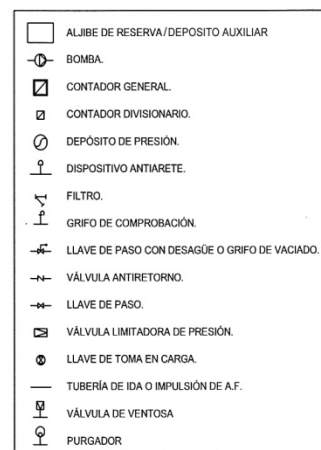 ALJIBE DE RESERVA/DEPOSITO AUXILIAR
BOMBA.
CONTADOR GENERAL.
CONTADOR DIVISIONARIO.
DEPÓSITO DE PRESIÓN.
DISPOSITIVO ANTIARETE.
FILTRO.
GRIFO DE COMPROBACIÓN.
LLAVE DE PASO CON DESAGÜE O GRIFO DE VACIADO.
VÁLVULA ANTIRETORNO.
LLAVE DE PASO.
VÁLVULA LIMITADORA DE PRESIÓN.
LLAVE DE TOMA EN CARGA.
TUBERÍA DE IDA O IMPULSIÓN DE A.F.
VÁLVULA DE VENTOSA
PURGADOR